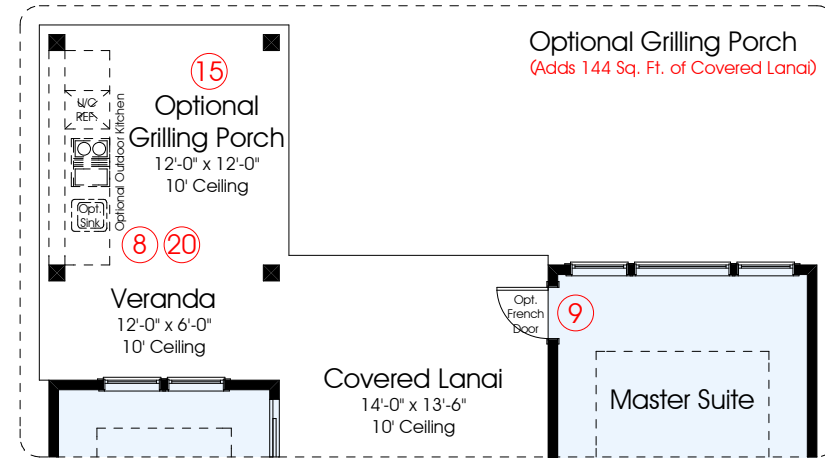 Optional Grilling Porch
(Adds 144 Sq. Ft. of Covered Lanai)
15
Optional
Grilling Porch
12'-0" x 12'-0"
10' Ceiling
U/C
REF.
Optional Outdoor Kitchen
Opt.
Sink
8 20
Veranda
12'-0" x 6'-0"
10' Ceiling
Opt.
French
Door
9
Covered Lanai
14'-0" x 13'-6"
10' Ceiling
Master Suite